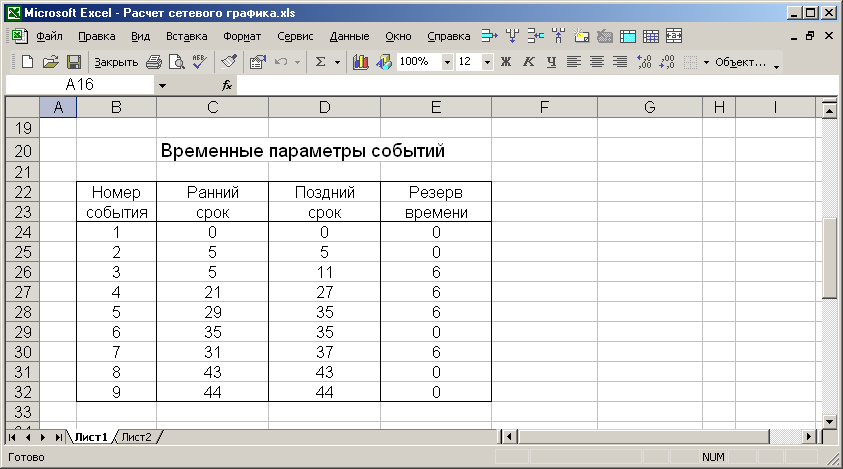 Microsoft Excel - Расчет сетевого графика.xls
Файл Правка Вид Вставка Формат Сервис Данные Окно Справка
Закрыть ABC Σ 100% 12 Ж К Ч Объект...
A16 fx
A B C D E F G H I
19
20 Временные параметры событий
21
22 Номер Ранний Поздний Резерв
23 события срок срок времени
24 1 0 0 0
25 2 5 5 0
26 3 5 11 6
27 4 21 27 6
28 5 29 35 6
29 6 35 35 0
30 7 31 37 6
31 8 43 43 0
32 9 44 44 0
33
Лист1 Лист2
Готово NUM